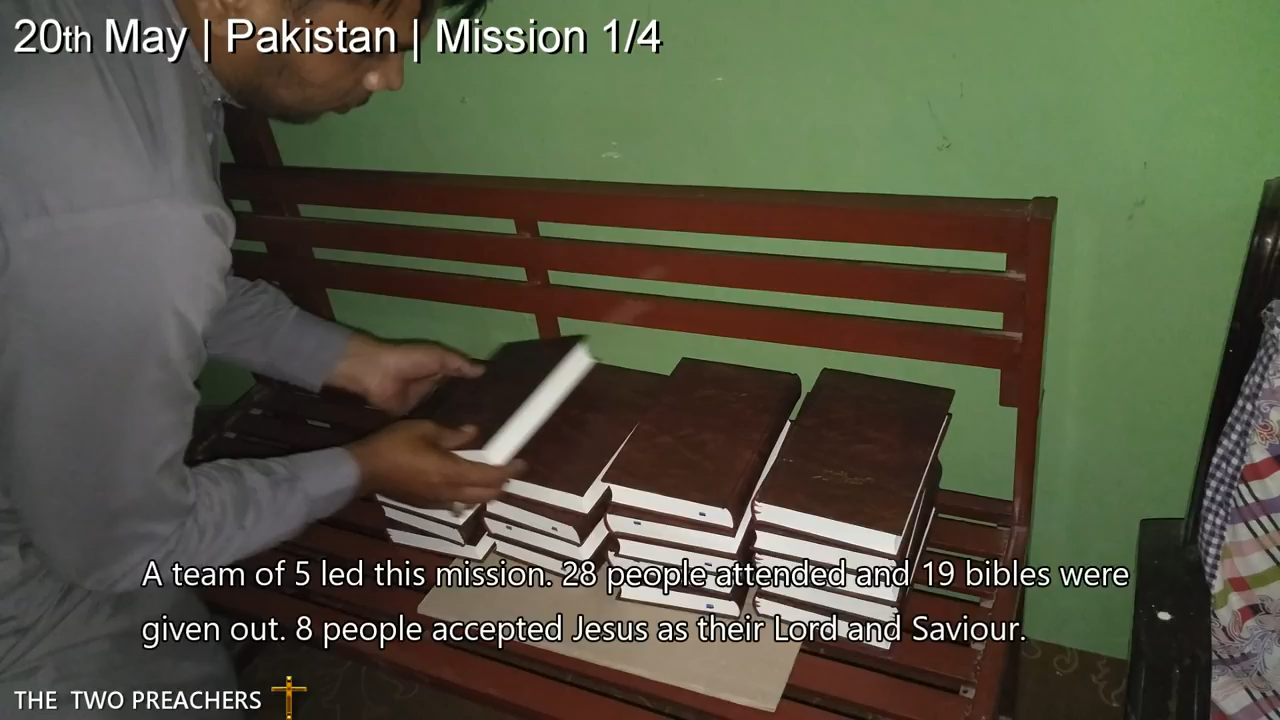 20th May | Pakistan | Mission 1/4
A team of 5 led this mission. 28 people attended and 19 bibles were
given out. 8 people accepted Jesus as their Lord and Saviour.
THE TWO PREACHERS